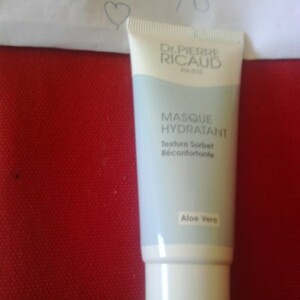 Dr. PIERRE
RICAUD
PARIS
MASQUE
HYDRATANT
Texture Sorbet
Réconfortante
Aloe Vera